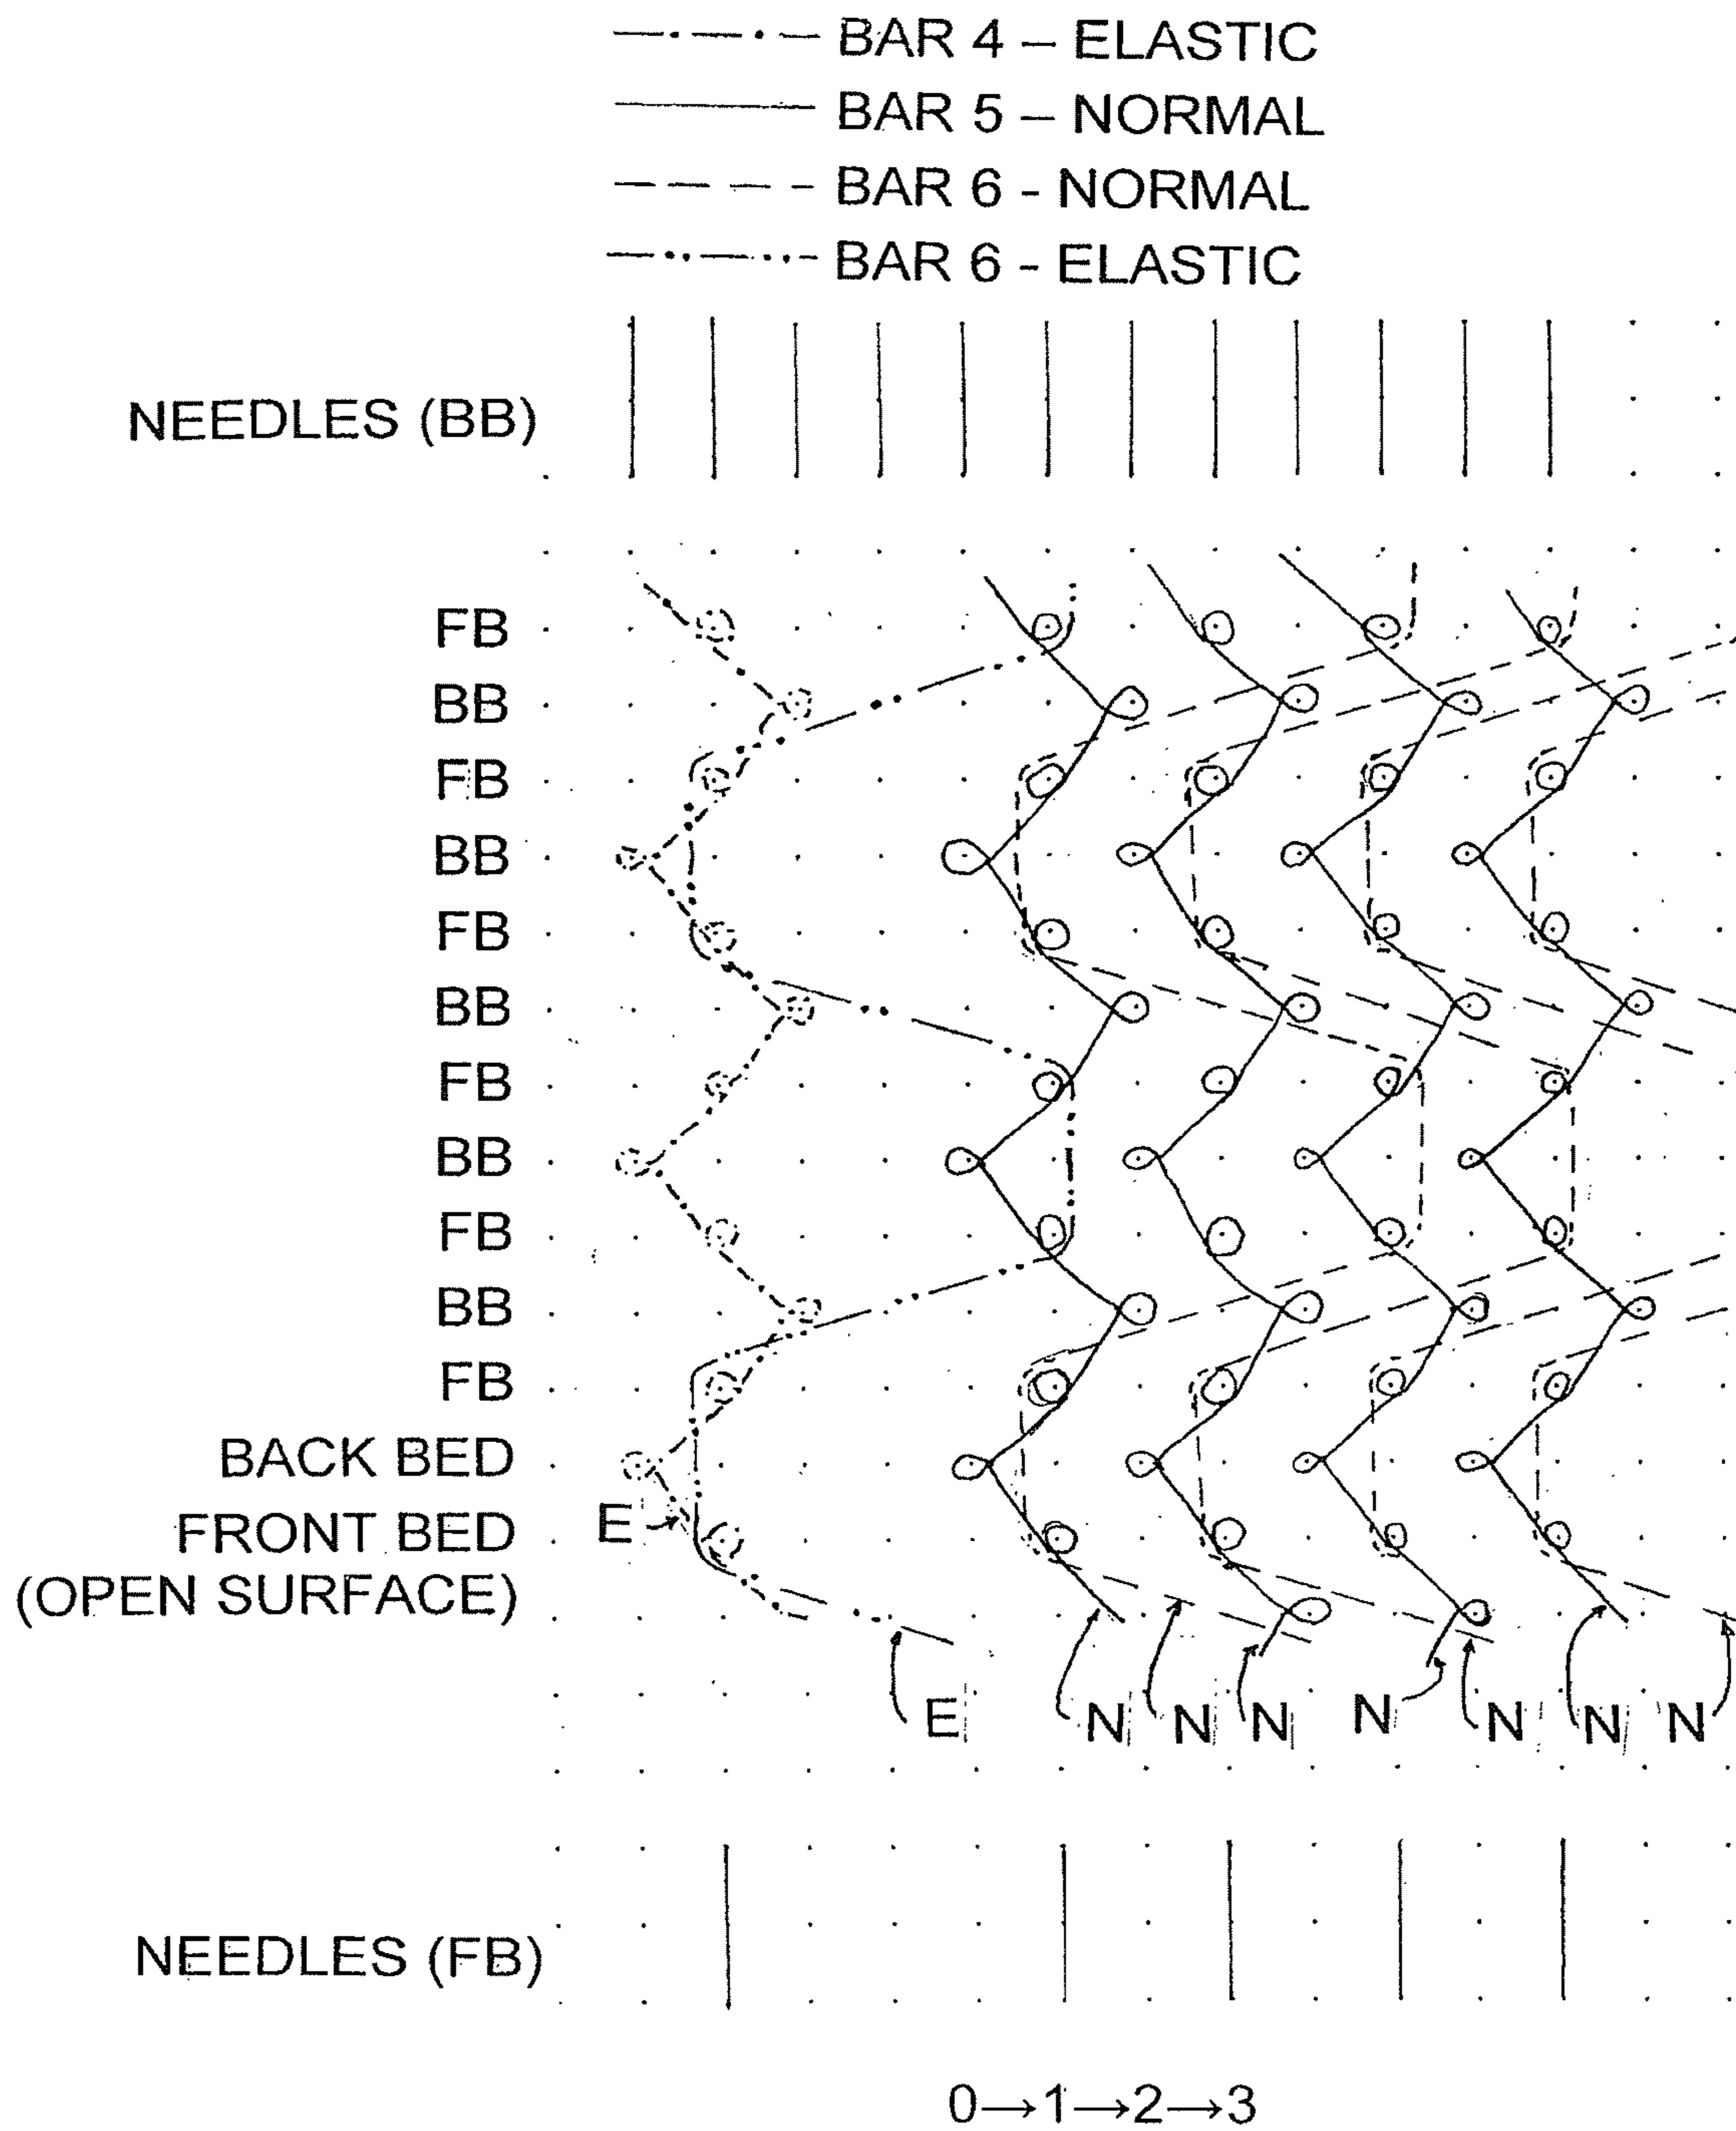 BAR 4 – ELASTIC
BAR 5 – NORMAL
BAR 6 - NORMAL
BAR 6 - ELASTIC
NEEDLES (BB)
FB
BB
FB
BB
FB
BB
FB
BB
FB
BB
FB
BACK BED
FRONT BED
(OPEN SURFACE)
E
E N N N N N N N
NEEDLES (FB)
0→1→2→3